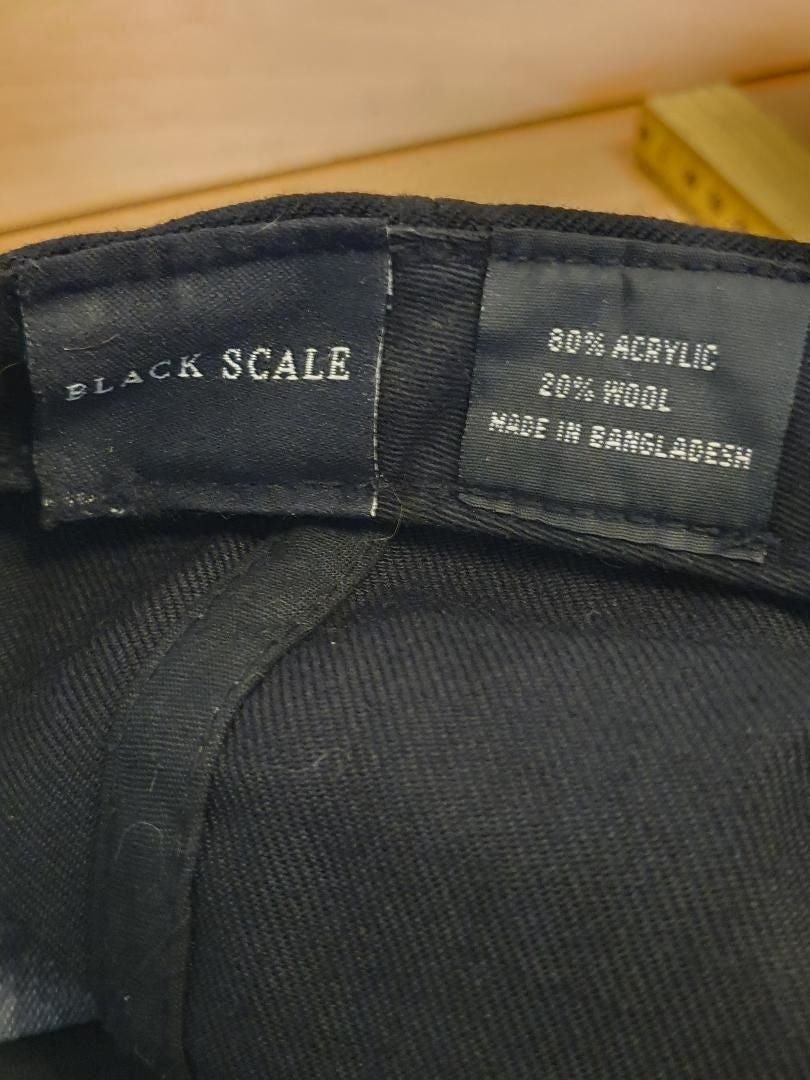 BLACK SCALE
80% ACRYLIC
20% WOOL
MADE IN BANGLADESH